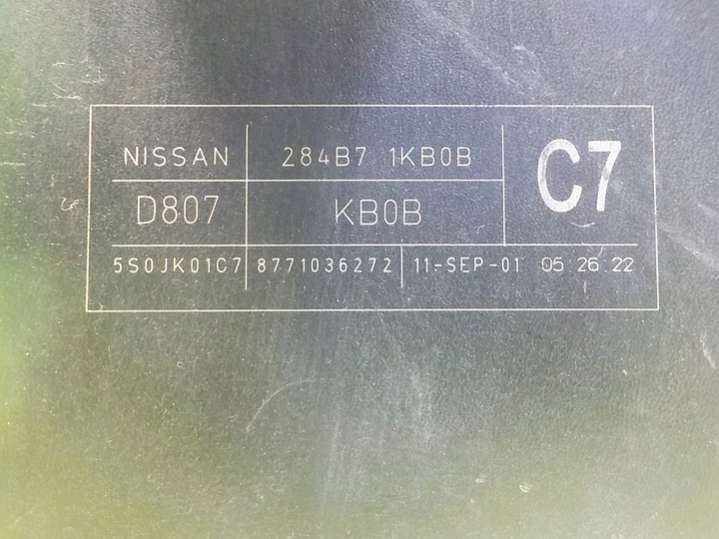 NISSAN 284B7 1KB0B C7
D807 KB0B
5S0JK01C7 8771036272 11-SEP-01 05:26:22